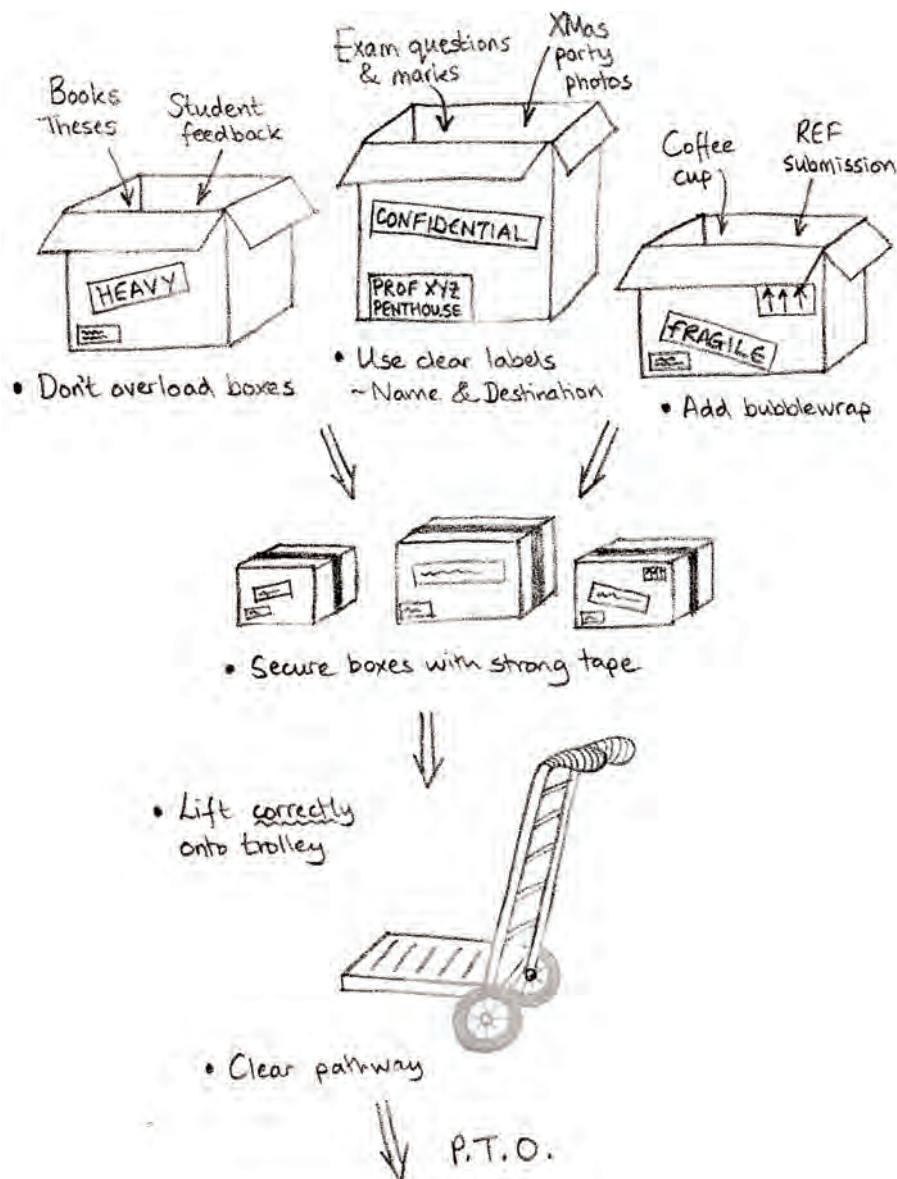 Books
Theses
Student
feedback
HEAVY
• Don't overload boxes
Exam questions
& marks
XMas
party
photos
CONFIDENTIAL
PROF XYZ
PENTHOUSE
• Use clear labels
~ Name & Destination
Coffee
cup
REF
submission
FRAGILE
• Add bubblewrap
• Secure boxes with strong tape
• Lift correctly
onto trolley
• Clear pathway
P.T.O.